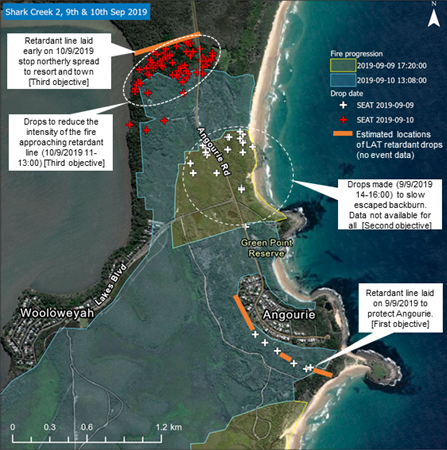 Shark Creek 2, 9th & 10th Sep 2019
N
Retardant line laid
early on 10/9/2019
stop northerly spread
to resort and town
[Third objective]
Fire progression
2019-09-09 17:20:00
2019-09-10 13:08:00
Drop date
SEAT 2019-09-09
SEAT 2019-09-10
Estimated locations
of LAT retardant drops
(no event data)
Drops to reduce the
intensity of the fire
approaching retardant
line (10/9/2019 11-
13:00) [Third objective]
Angourie Rd
Drops made (9/9/2019
14-16:00) to slow
escaped backburn.
Data not available for
all [Second objective]
Green Point
Reserve
Lakes Blvd
Wooloweyah
Angourie
Retardant line laid
on 9/9/2019 to
protect Angourie.
[First objective]
0 0.3 0.6 1.2 km